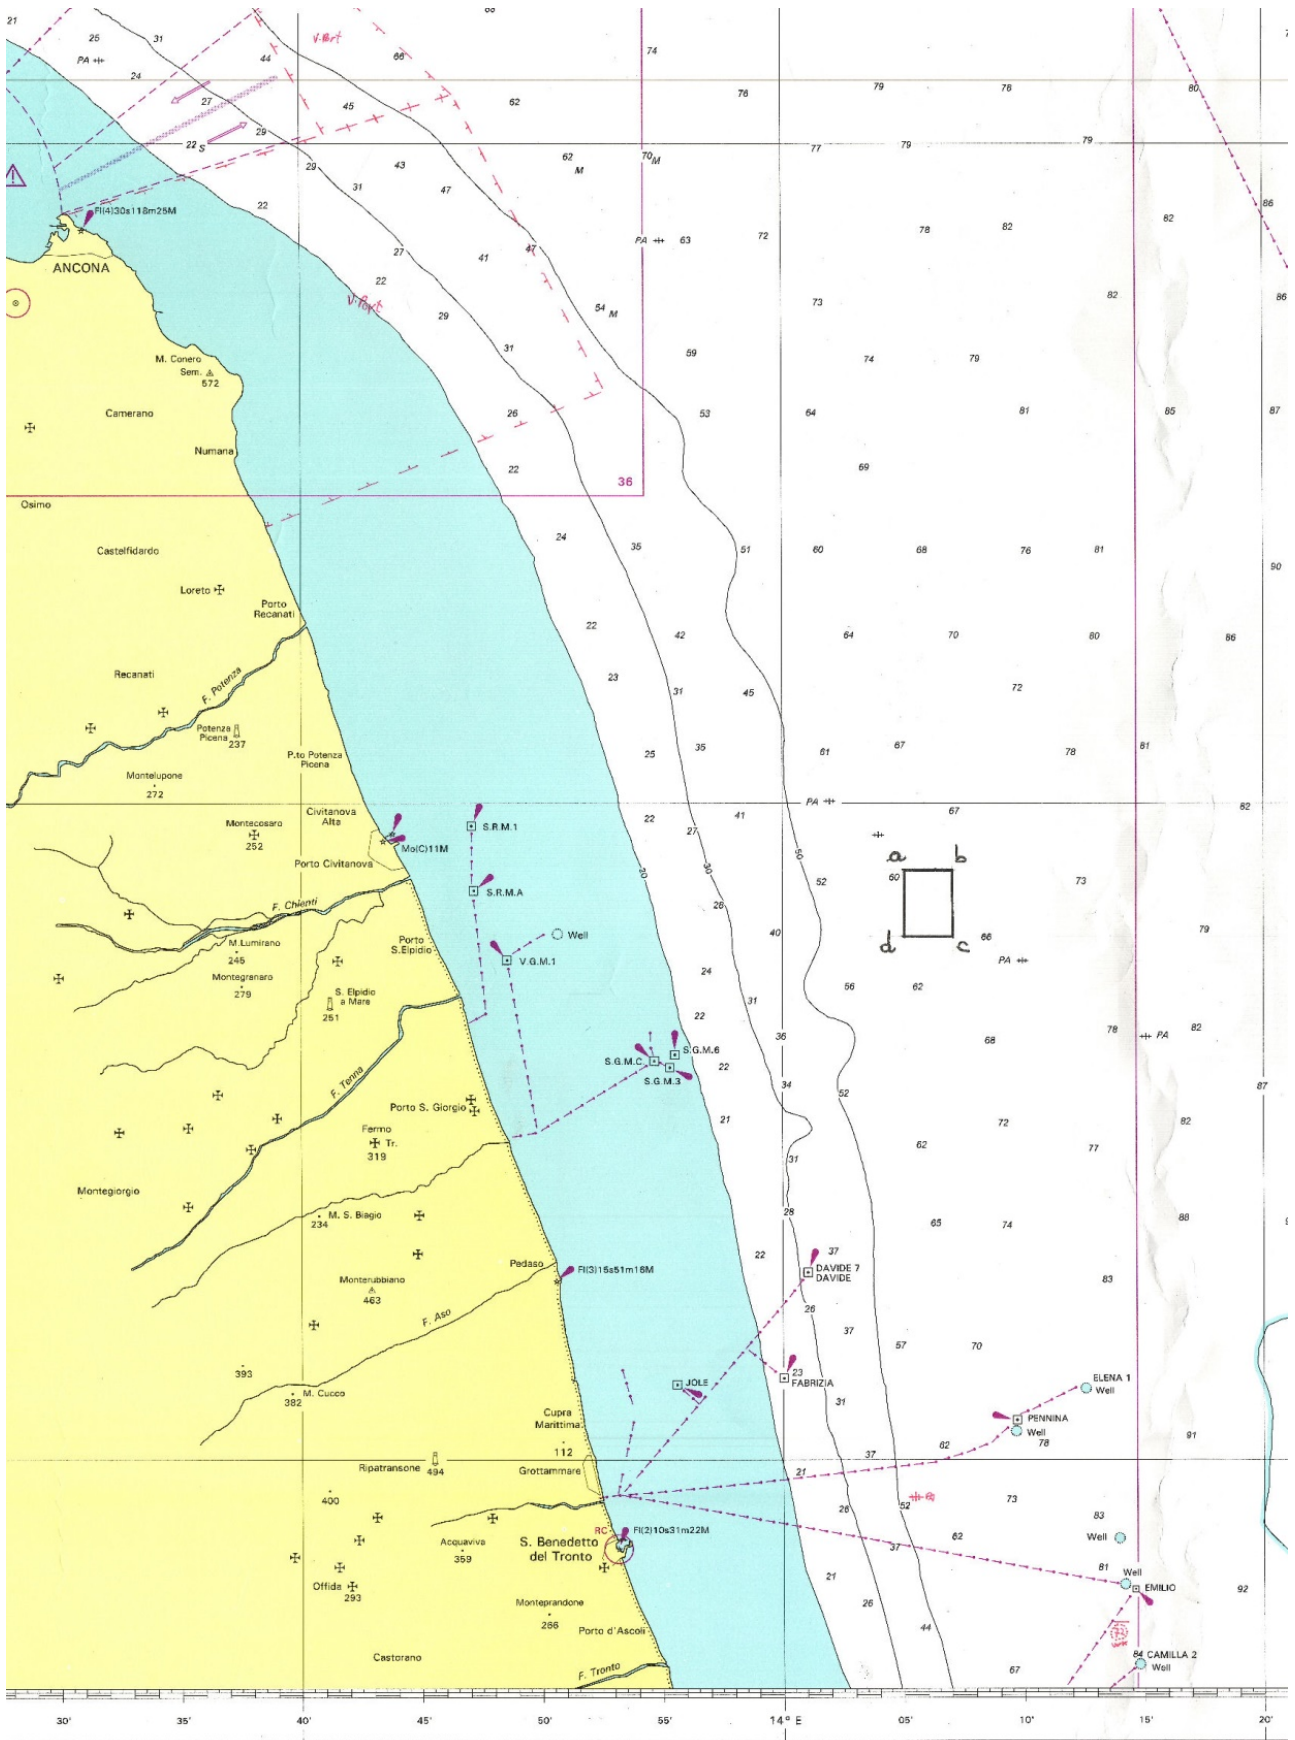 21
25
31
PA
24
44
V.Port
66
69
74
76
79
76
80
27
45
62
29
22 S
29
43
62
M
70 M
77
79
79
31
47
22
86
82
Fl(4)30s118m25M
ANCONA
27
41
47
PA
63
72
78
82
22
V.Port
29
54 M
73
82
86
31
59
74
79
M. Conero
Sem.
572
Camerano
26
53
64
81
85
87
Numana
22
69
36
Osimo
24
35
51
60
68
76
81
90
Castelfidardo
Loreto
Porto
Recanati
22
42
64
70
80
86
Recanati
F. Potenza
23
31
45
72
Potenza
Picena
237
P.to Potenza
Picena
25
35
61
67
78
81
Montelupone
272
Civitanova
Alta
PA
67
82
Montecosaro
252
S.R.M.1
22
27
41
Mo(C)11M
Porto Civitanova
20
30
50
a
b
60
52
73
S.R.M.A
28
F. Chienti
Well
40
79
M.Lumirano
245
Porto
S.Elpidio
d
c
66
V.G.M.1
24
PA
Montegranaro
279
S. Elpidio
a Mare
251
31
56
62
22
36
78
PA
82
68
S.G.M.C.
S.G.M.6
S.G.M.3
22
34
52
87
F. Tenna
Porto S. Giorgio
21
72
82
Fermo
Tr.
319
62
77
31
Montegiorgio
M. S. Biagio
234
28
65
74
88
22
37
Pedaso
Fl(3)15s51m16M
DAVIDE 7
DAVIDE
83
Monterubbiano
463
F. Aso
26
37
57
70
393
23
FABRIZIA
JOLE
ELENA 1
Well
M. Cucco
382
31
Cupra
Marittima
PENNINA
Well
78
91
112
37
62
Ripatransone
494
Grottammare
21
400
26
52
73
83
RC
Fl(2)10s31m22M
62
Well
Acquaviva
359
S. Benedetto
del Tronto
37
81
Well
Offida
293
21
26
EMILIO
92
Monteprandone
266
Porto d'Ascoli
44
Castorano
84
CAMILLA 2
Well
F. Tronto
67
30'
35'
40'
45'
50'
55'
14° E
05'
10'
15'
20'